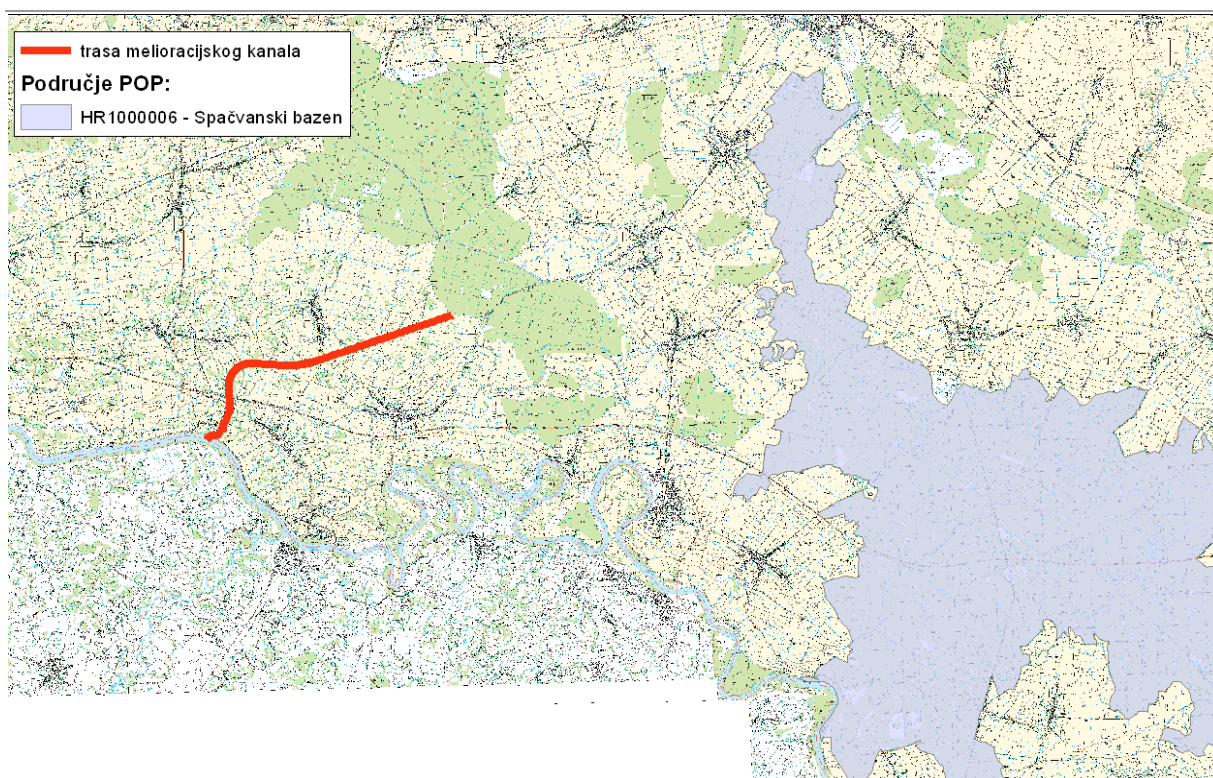 trasa melioracijskog kanala
Područje POP:
HR1000006 - Spačvanski bazen